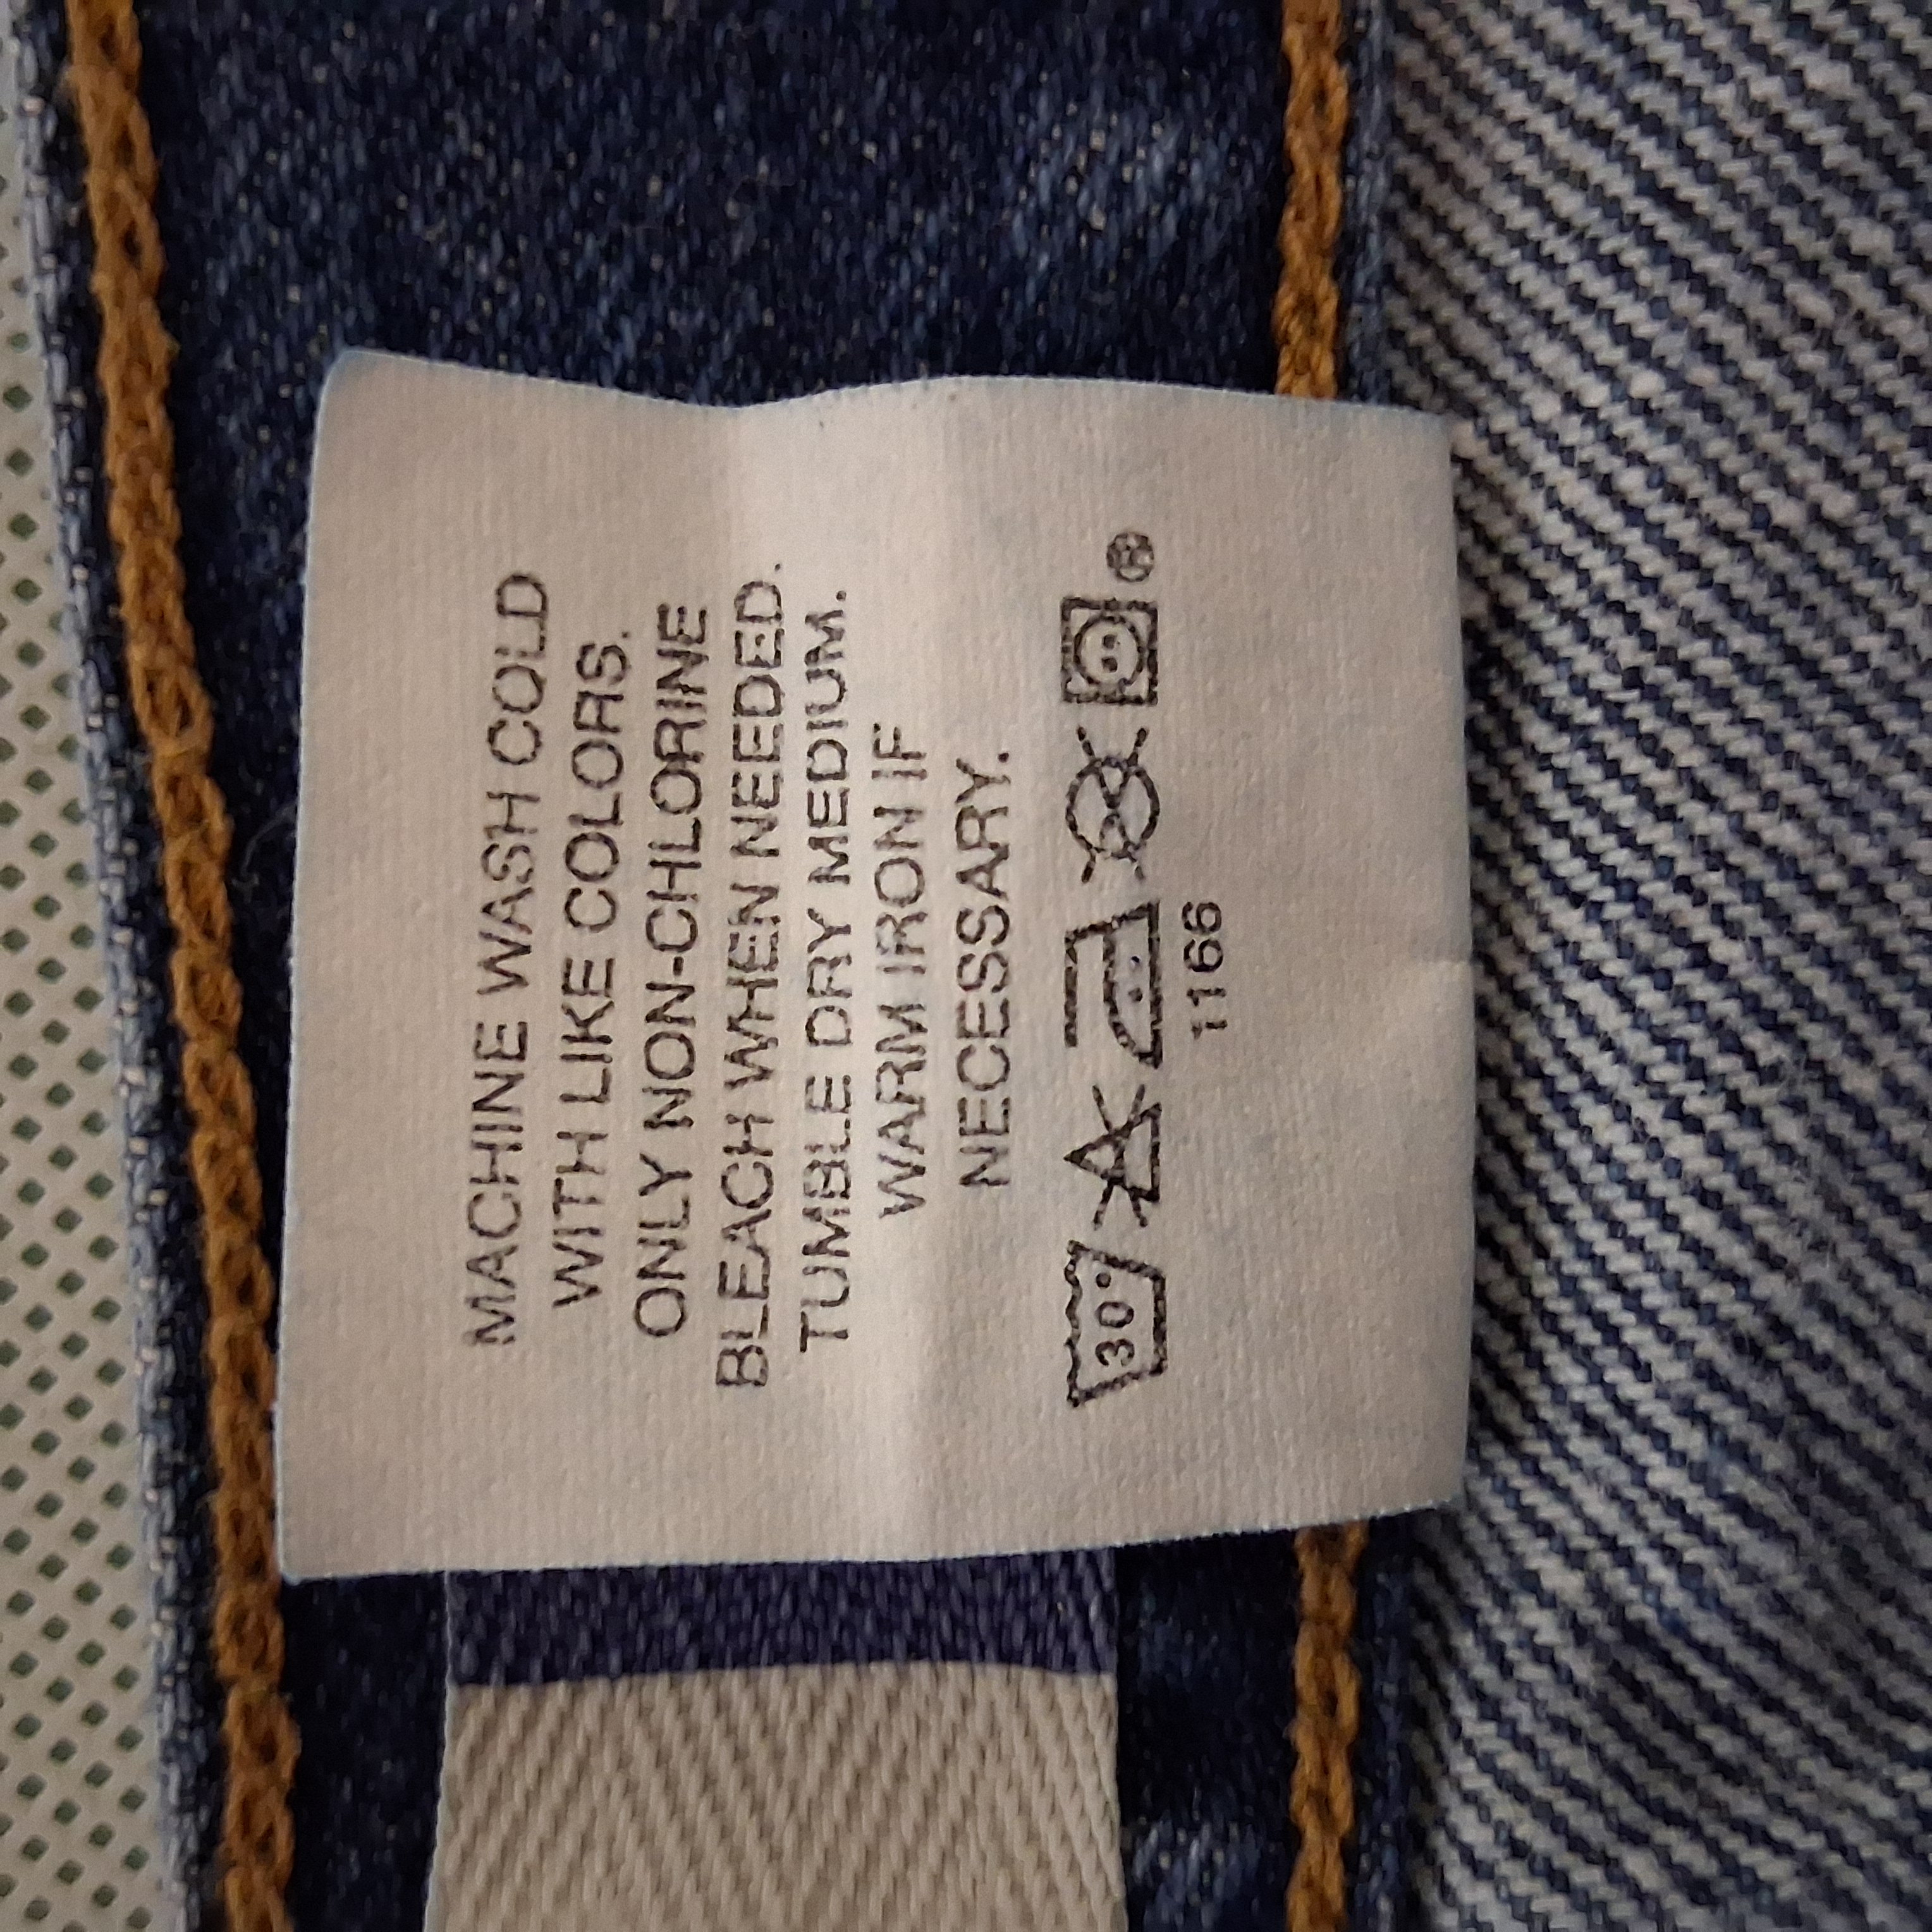 MACHINE WASH COLD
WITH LIKE COLORS.
ONLY NON-CHLORINE
BLEACH WHEN NEEDED.
TUMBLE DRY MEDIUM.
WARM IRON IF
NECESSARY.
30° ®
1166